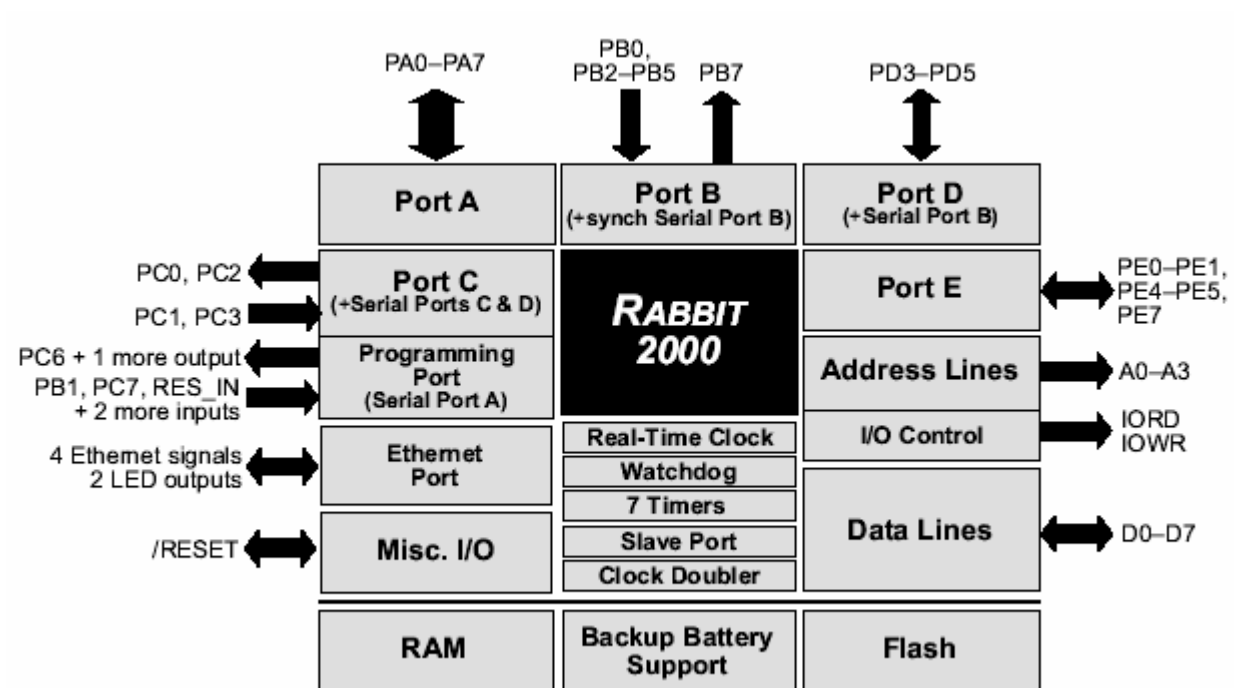 PA0–PA7
PB0,
PB2–PB5
PB7
PD3–PD5
Port A
Port B
(+synch Serial Port B)
Port D
(+Serial Port B)
PC0, PC2
PC1, PC3
Port C
(+Serial Ports C & D)
RABBIT
2000
Port E
PE0–PE1,
PE4–PE5,
PE7
PC6 + 1 more output
PB1, PC7, RES_IN
+ 2 more inputs
Programming
Port
(Serial Port A)
Address Lines
A0–A3
I/O Control
IORD
IOWR
4 Ethernet signals
2 LED outputs
Ethernet
Port
Real-Time Clock
Watchdog
7 Timers
Slave Port
Clock Doubler
Data Lines
D0–D7
/RESET
Misc. I/O
RAM
Backup Battery
Support
Flash